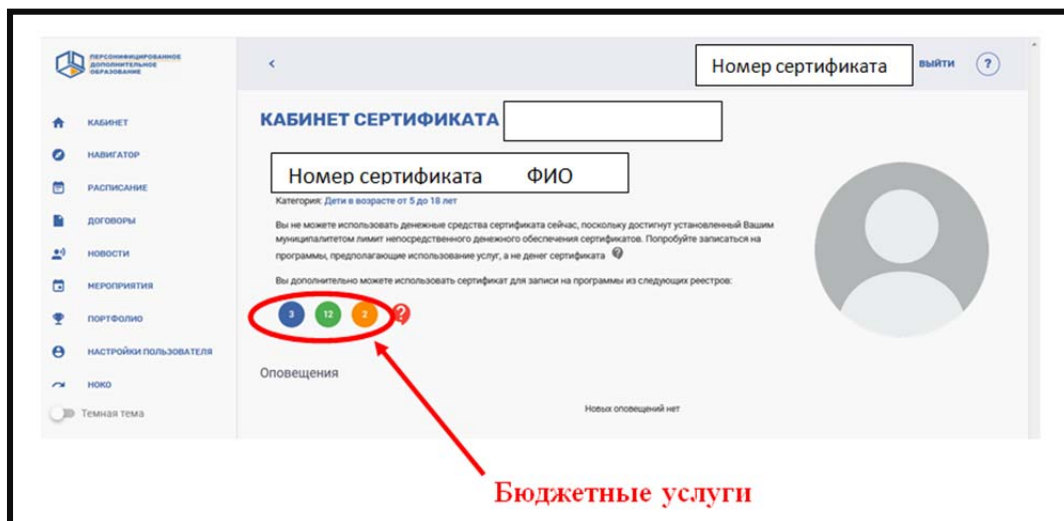 ПЕРСОНИФИЦИРОВАННОЕ
ДОПОЛНИТЕЛЬНОЕ
ОБРАЗОВАНИЕ
Номер сертификата
ВЫЙТИ
?
КАБИНЕТ
НАВИГАТОР
РАСПИСАНИЕ
ДОГОВОРЫ
НОВОСТИ
МЕРОПРИЯТИЯ
ПОРТФОЛИО
НАСТРОЙКИ ПОЛЬЗОВАТЕЛЯ
НОКО
Темная тема
КАБИНЕТ СЕРТИФИКАТА
Номер сертификата ФИО
Категория: Дети в возрасте от 5 до 18 лет
Вы не можете использовать денежные средства сертификата сейчас, поскольку достигнут установленный Вашим
муниципалитетом лимит непосредственного денежного обеспечения сертификатов. Попробуйте записаться на
программы, предполагающие использование услуг, а не денег сертификата ?
Вы дополнительно можете использовать сертификат для записи на программы из следующих реестров:
3 12 2 ?
Оповещения
Новых оповещений нет
Бюджетные услуги